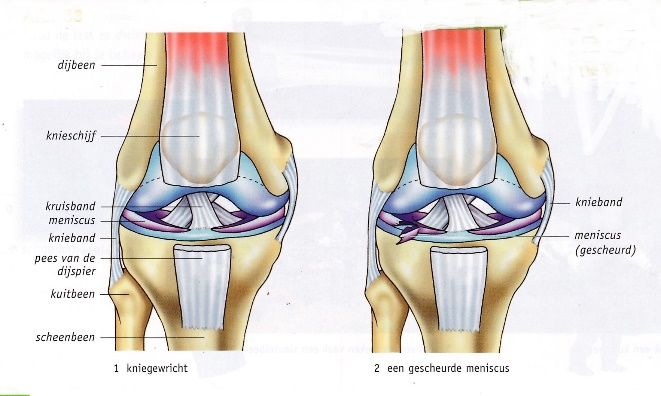 dijbeen
knieschijf
kruisband
meniscus
knieband
pees van de
dijspier
kuitbeen
scheenbeen
1 kniegewricht
knieband
meniscus
(gescheurd)
2 een gescheurde meniscus